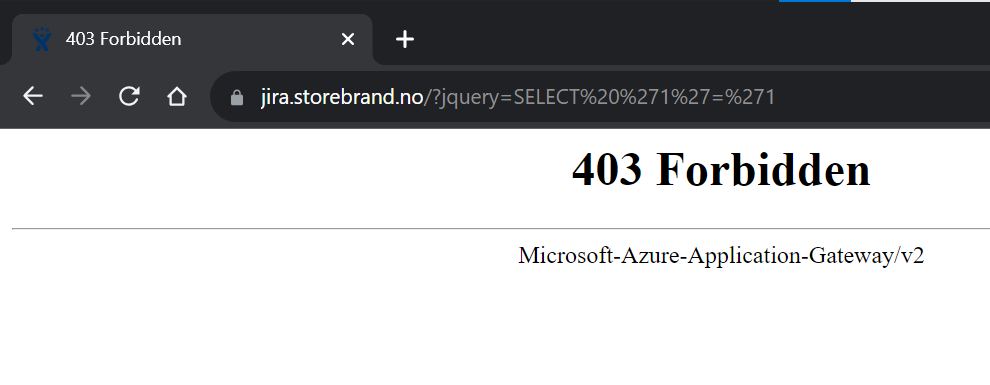 403 Forbidden
jira.storebrand.no/?jquery=SELECT%20%271%27=%271
403 Forbidden
Microsoft-Azure-Application-Gateway/v2